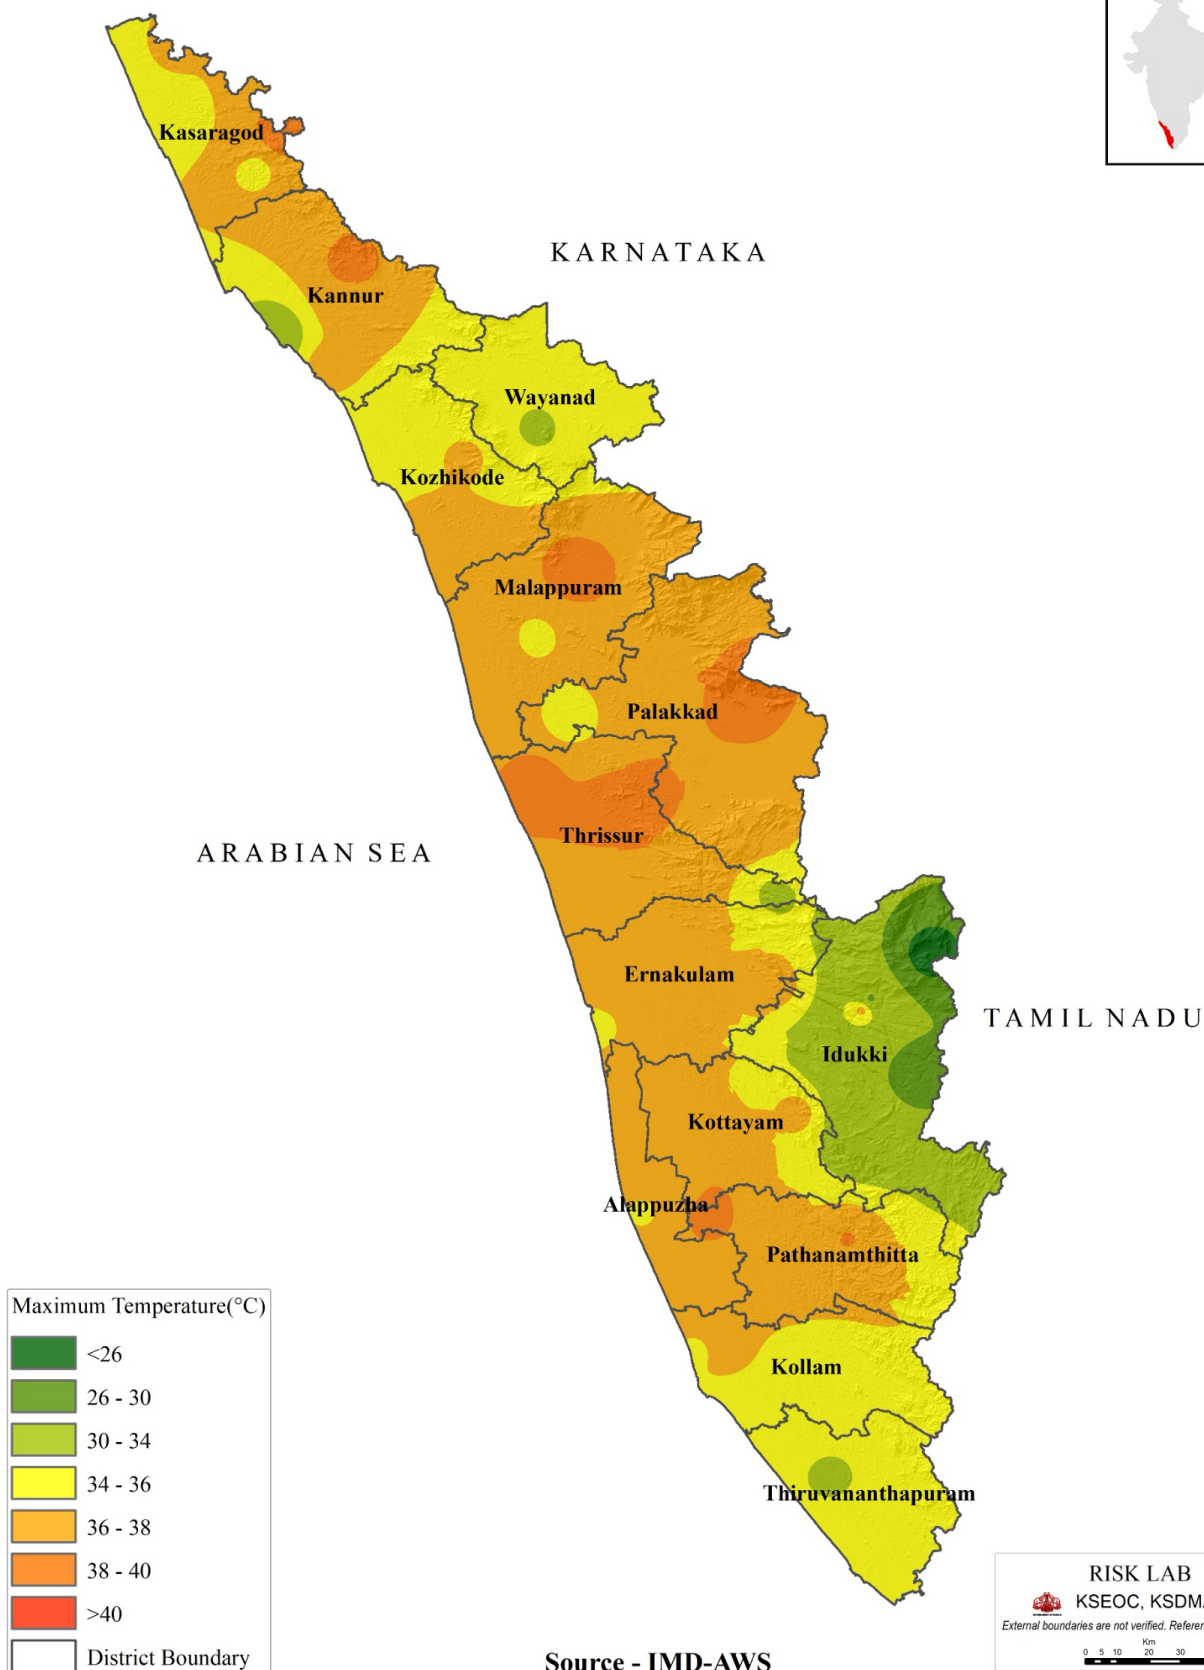 Kasaragod
KARNATAKA
Kannur
Wayanad
Kozhikode
Malappuram
Palakkad
Thrissur
ARABIAN SEA
Ernakulam
TAMIL NADU
Idukki
Kottayam
Alappuzha
Pathanamthitta
Kollam
Thiruvananthapuram
Maximum Temperature(°C)
<26
26 - 30
30 - 34
34 - 36
36 - 38
38 - 40
>40
District Boundary
Source - IMD-AWS
RISK LAB
KSEOC, KSDM
External boundaries are not verified.
Km
0 5 10 20 30